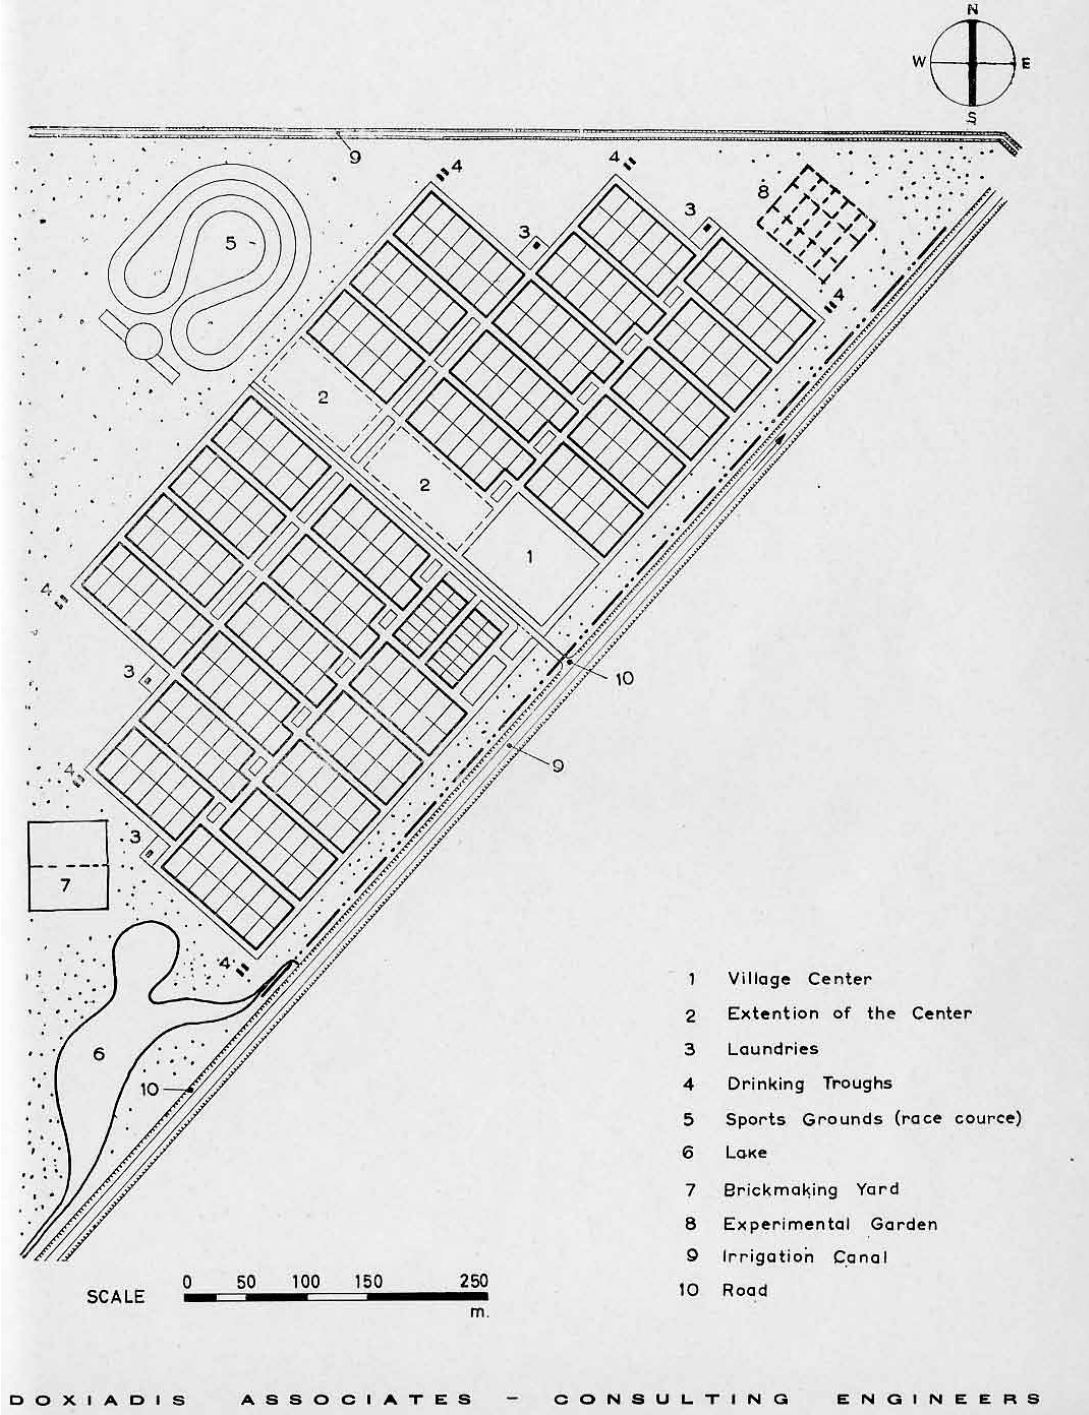 N
W E
S
9
4
4
8
3
3
5
4
2
2
1
4
3
10
9
4
3
7
4
6
10
1 Village Center
2 Extention of the Center
3 Laundries
4 Drinking Troughs
5 Sports Grounds (race cource)
6 Lake
7 Brickmaking Yard
8 Experimental Garden
9 Irrigation Canal
10 Road
SCALE 0 50 100 150 250
m.
DOXIADIS ASSOCIATES - CONSULTING ENGINEERS